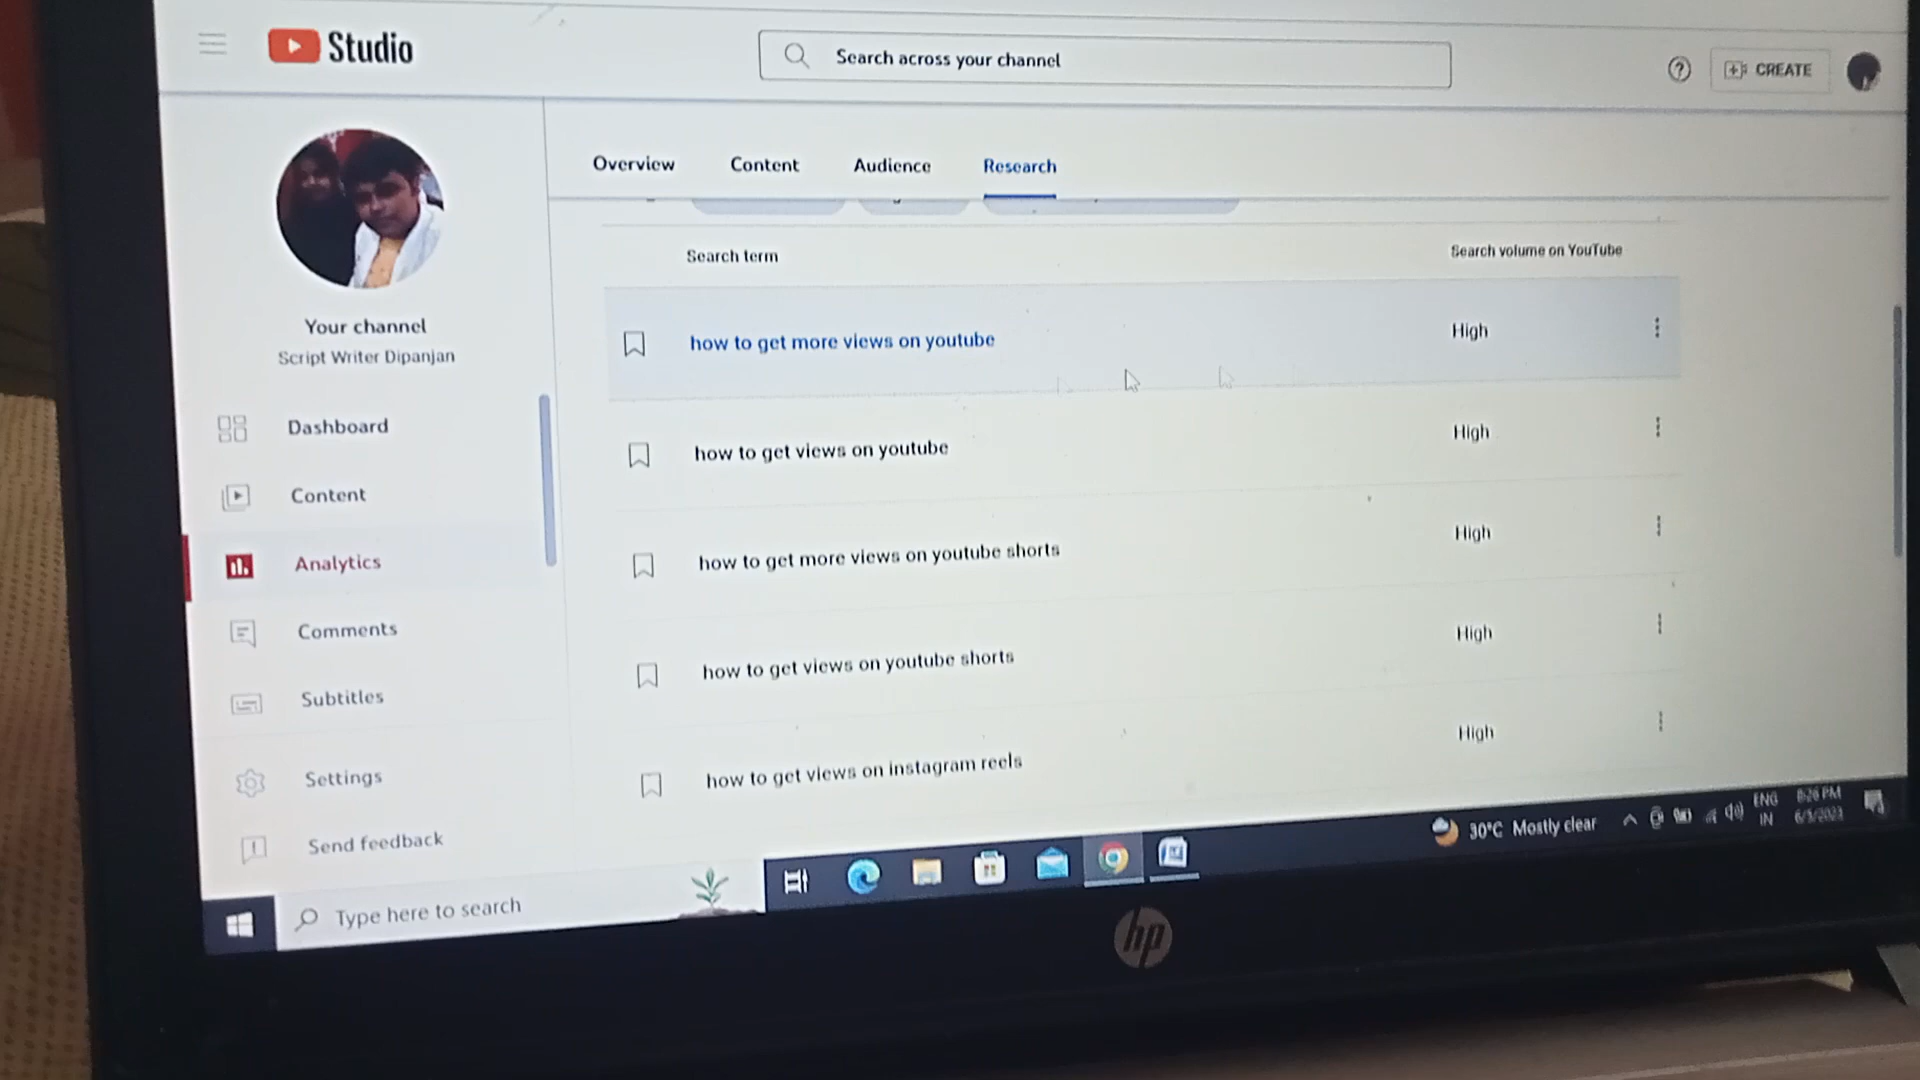 Studio
Search across your channel
CREATE
Overview
Content
Audience
Research
Search term
Search volume on YouTube
how to get more views on youtube
High
how to get views on youtube
High
how to get more views on youtube shorts
High
how to get views on youtube shorts
High
how to get views on instagram reels
High
Your channel
Script Writer Dipanjan
Dashboard
Content
Analytics
Comments
Subtitles
Settings
Send feedback
Type here to search
30°C Mostly clear
ENG
IN
8:26 PM
hp